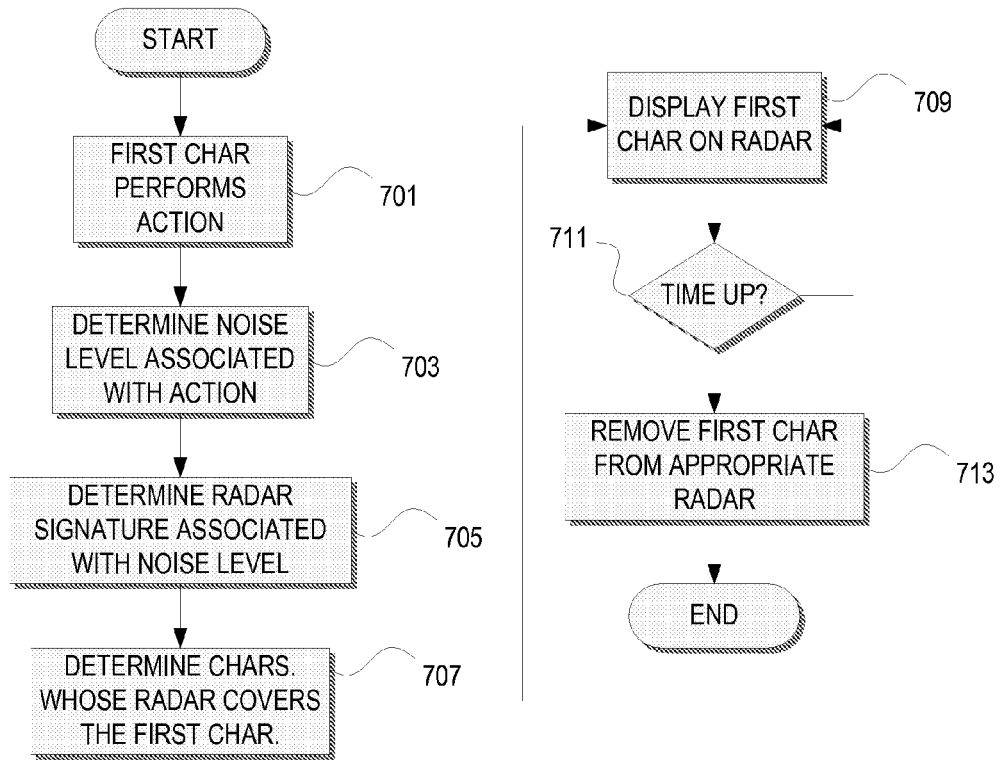 START
FIRST CHAR
PERFORMS
ACTION
701
DETERMINE NOISE
LEVEL ASSOCIATED
WITH ACTION
703
DETERMINE RADAR
SIGNATURE ASSOCIATED
WITH NOISE LEVEL
705
DETERMINE CHARS.
WHOSE RADAR COVERS
THE FIRST CHAR.
707
DISPLAY FIRST
CHAR ON RADAR
709
711
TIME UP?
REMOVE FIRST CHAR
FROM APPROPRIATE
RADAR
713
END